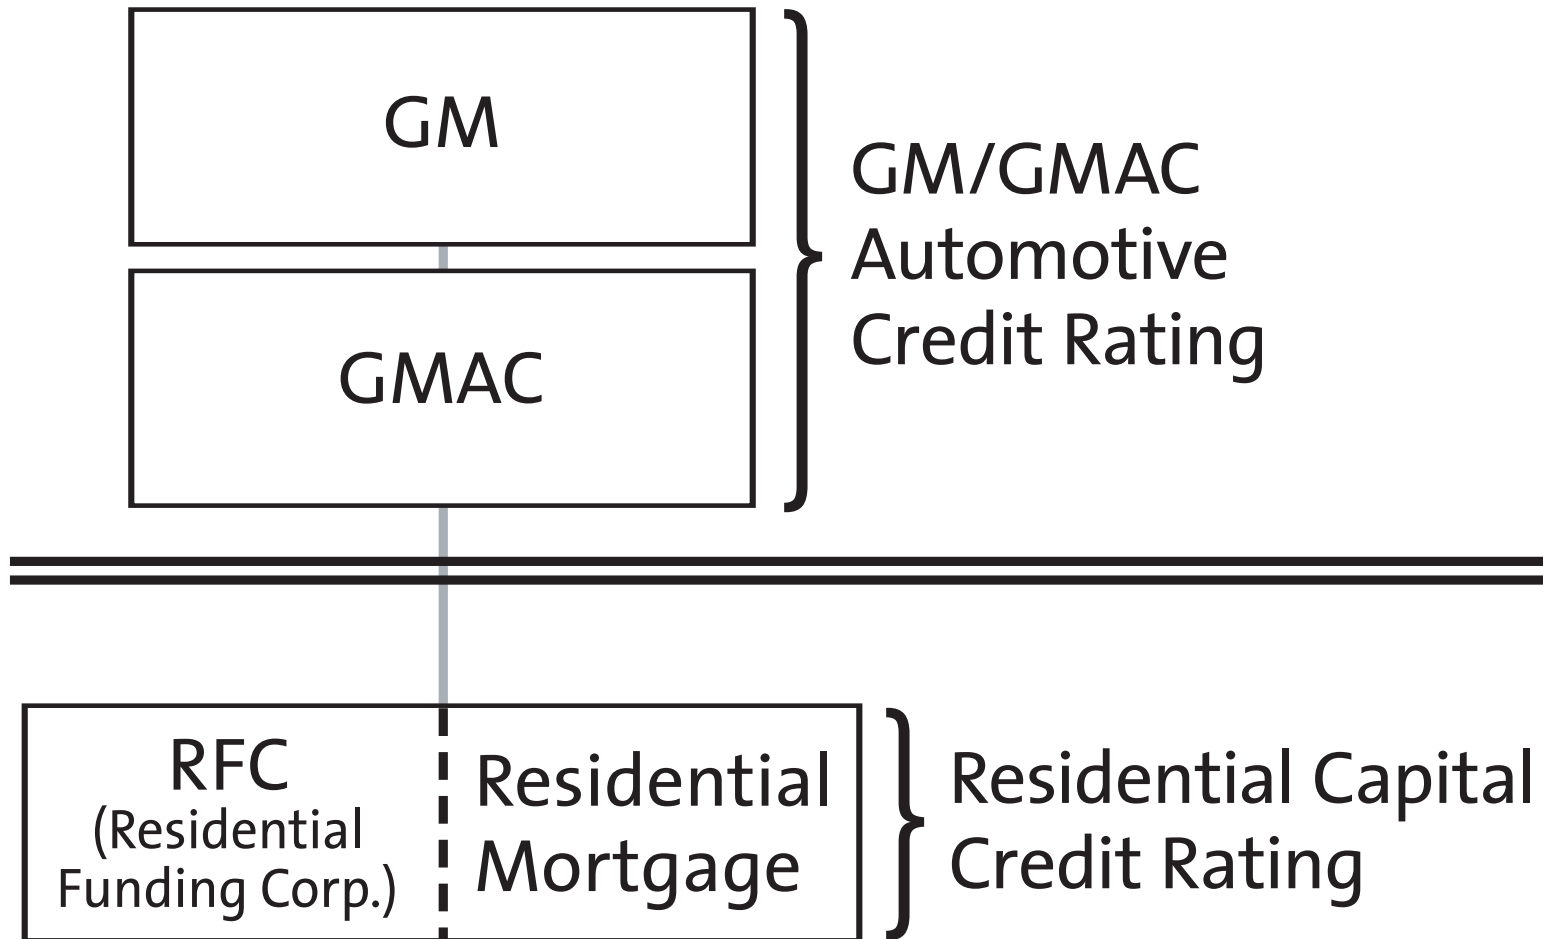 GM
GMAC
GM/GMAC
Automotive
Credit Rating
RFC
(Residential
Funding Corp.)
Residential
Mortgage
Residential Capital
Credit Rating